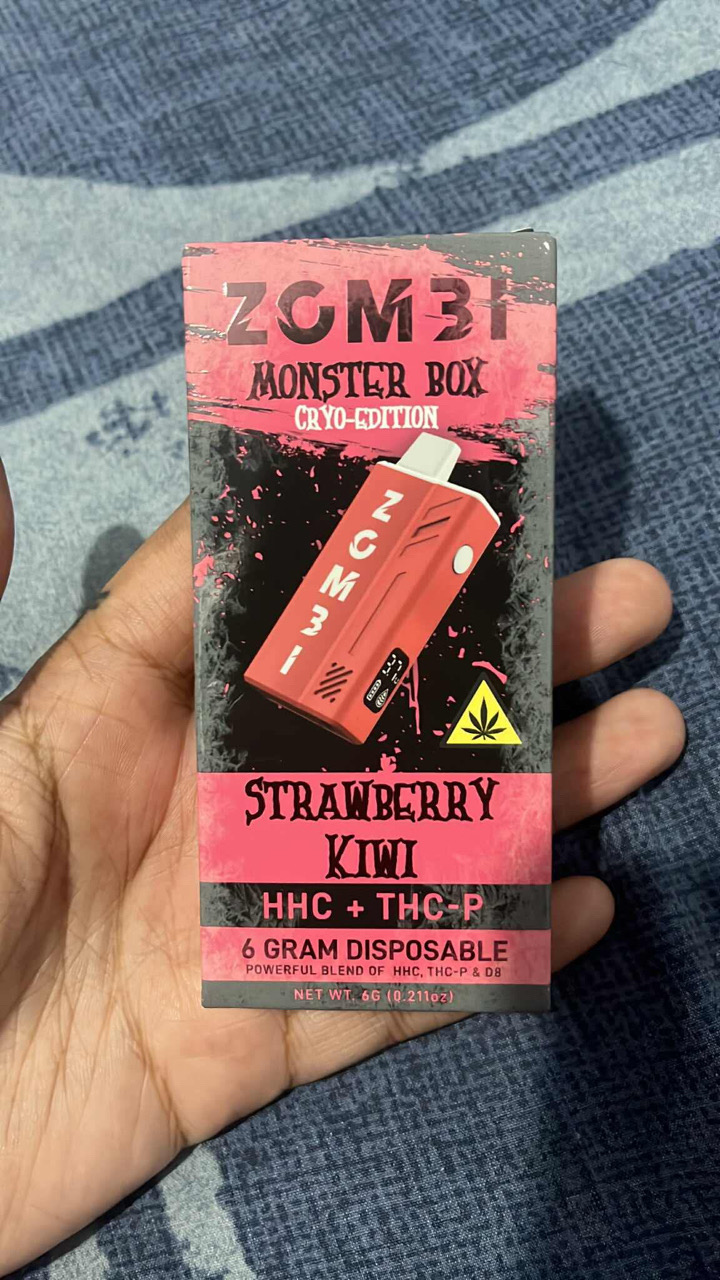 ZOMBI
MONSTER BOX
CRYO-EDITION
ZOMBI
STRAWBERRY
KIWI
HHC + THC-P
6 GRAM DISPOSABLE
POWERFUL BLEND OF HHC, THC-P & D8
NET WT. 6G (0.211oz)